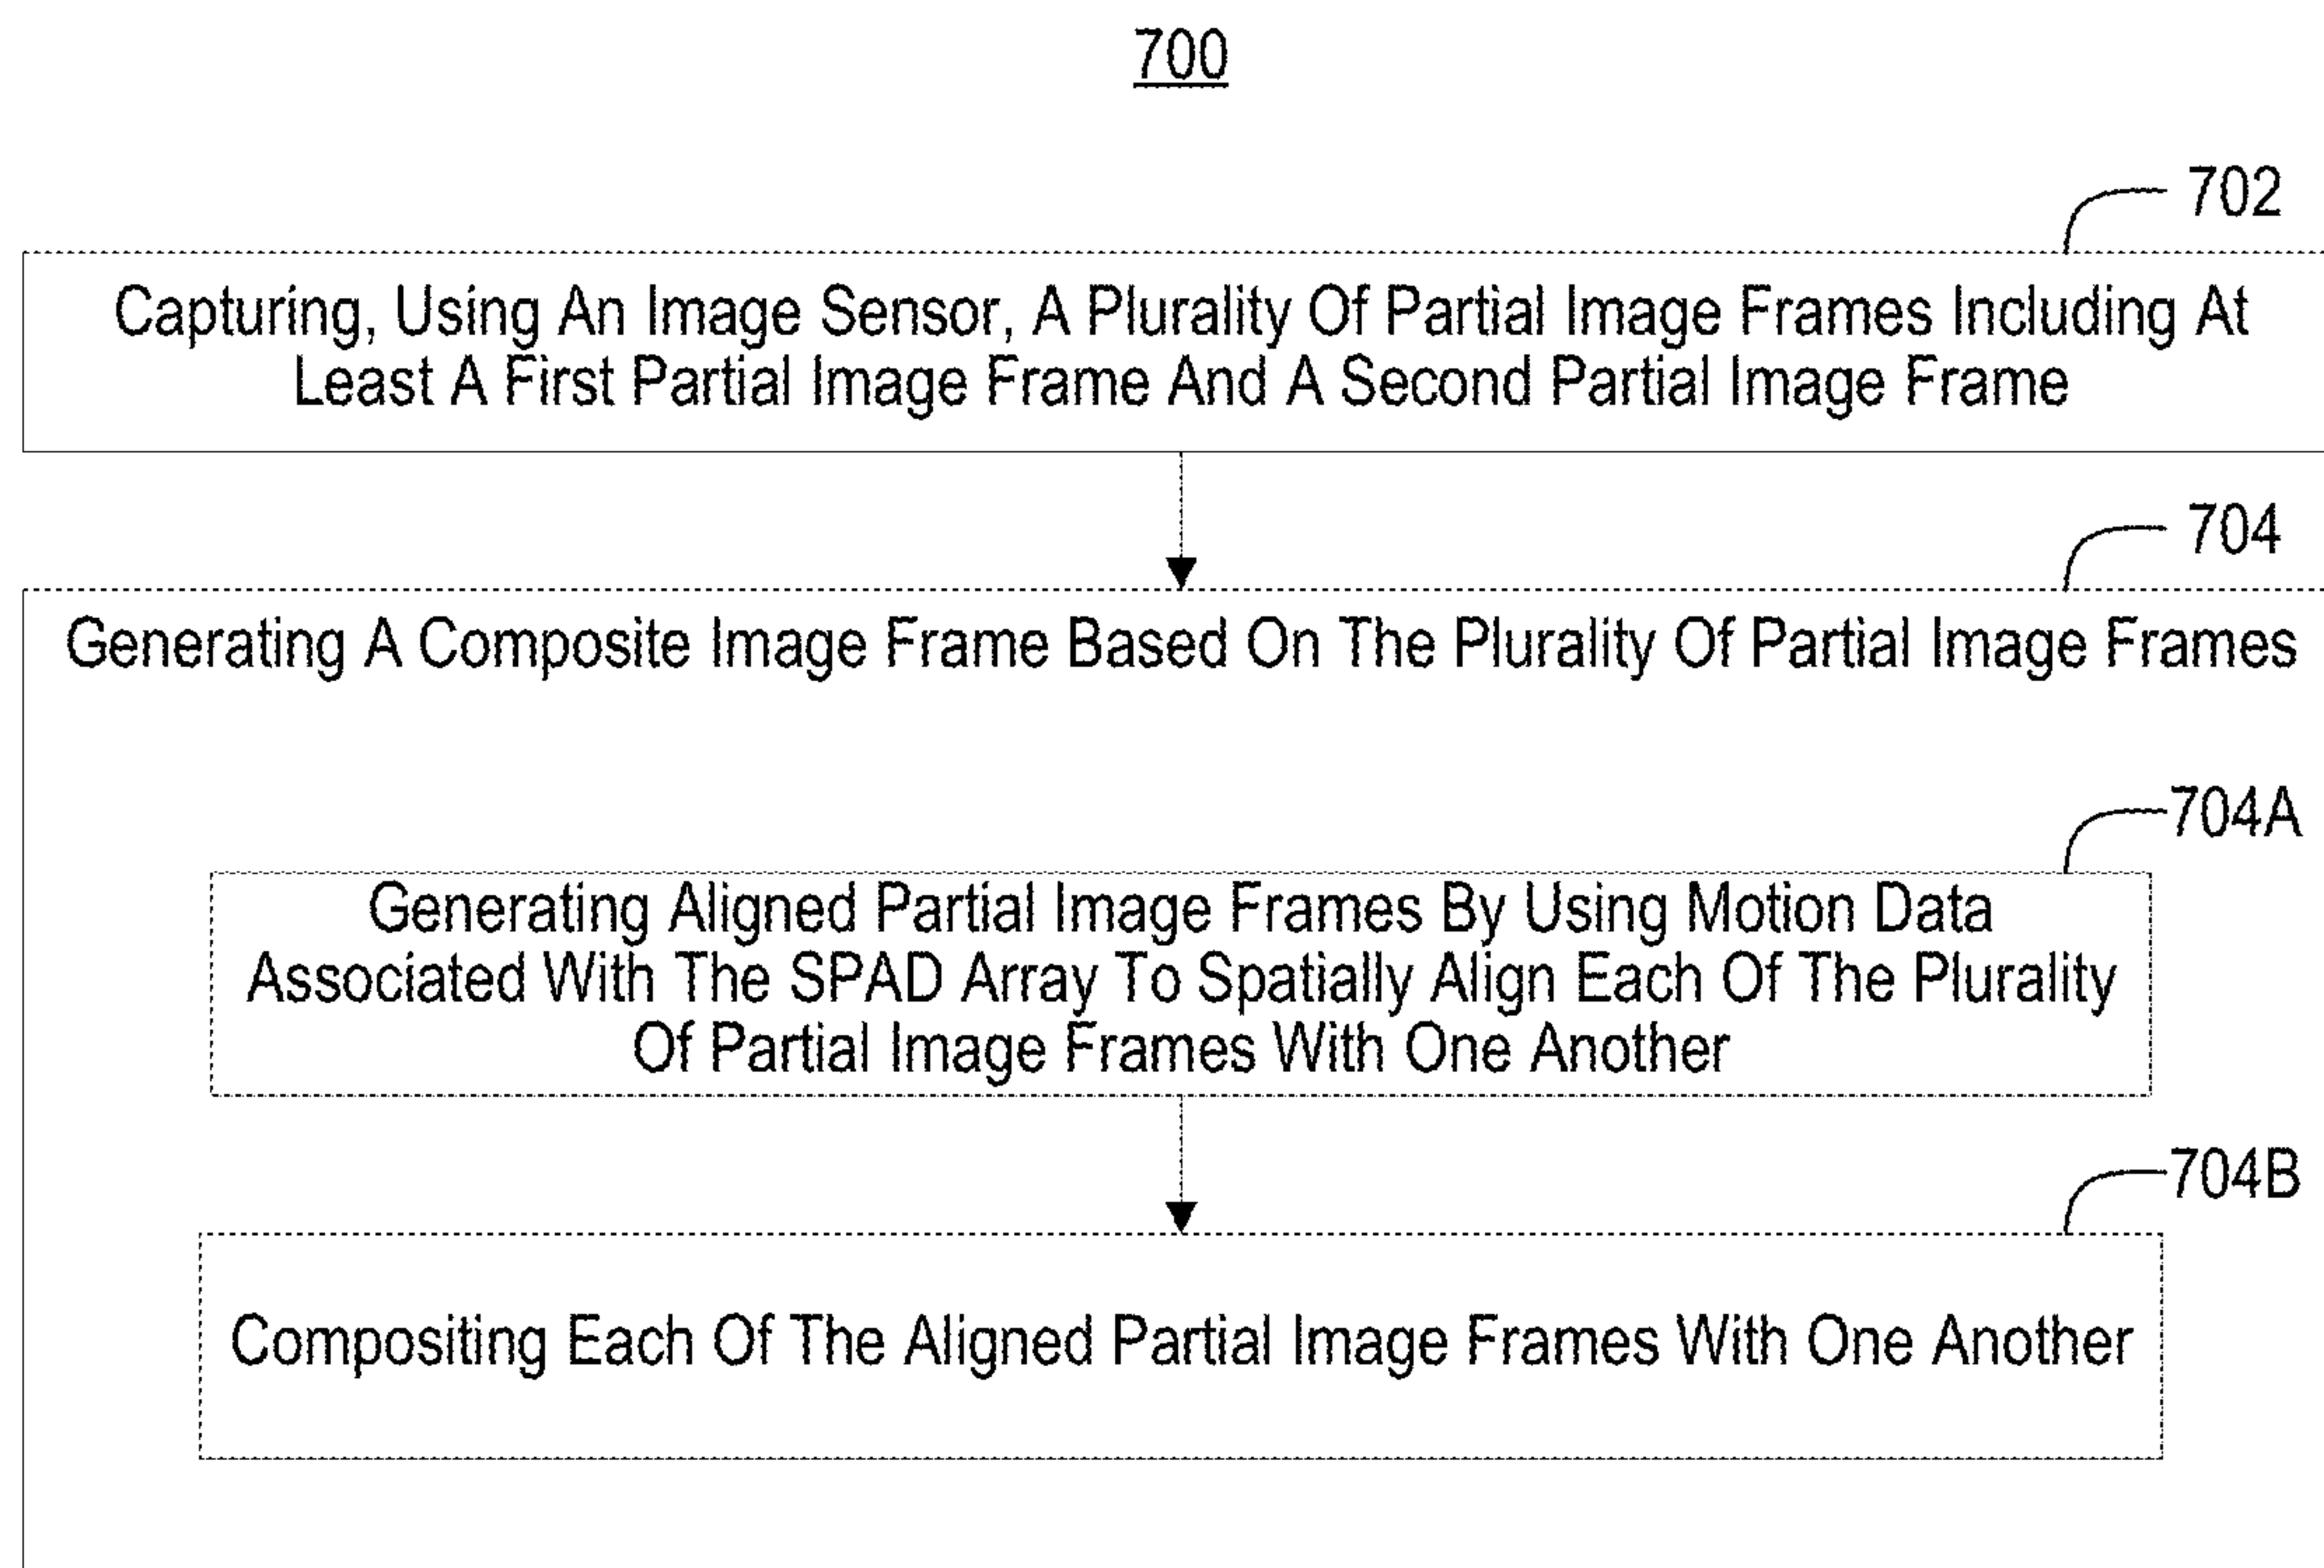 700
702
Capturing, Using An Image Sensor, A Plurality Of Partial Image Frames Including At
Least A First Partial Image Frame And A Second Partial Image Frame
704
Generating A Composite Image Frame Based On The Plurality Of Partial Image Frames
704A
Generating Aligned Partial Image Frames By Using Motion Data
Associated With The SPAD Array To Spatially Align Each Of The Plurality
Of Partial Image Frames With One Another
704B
Compositing Each Of The Aligned Partial Image Frames With One Another